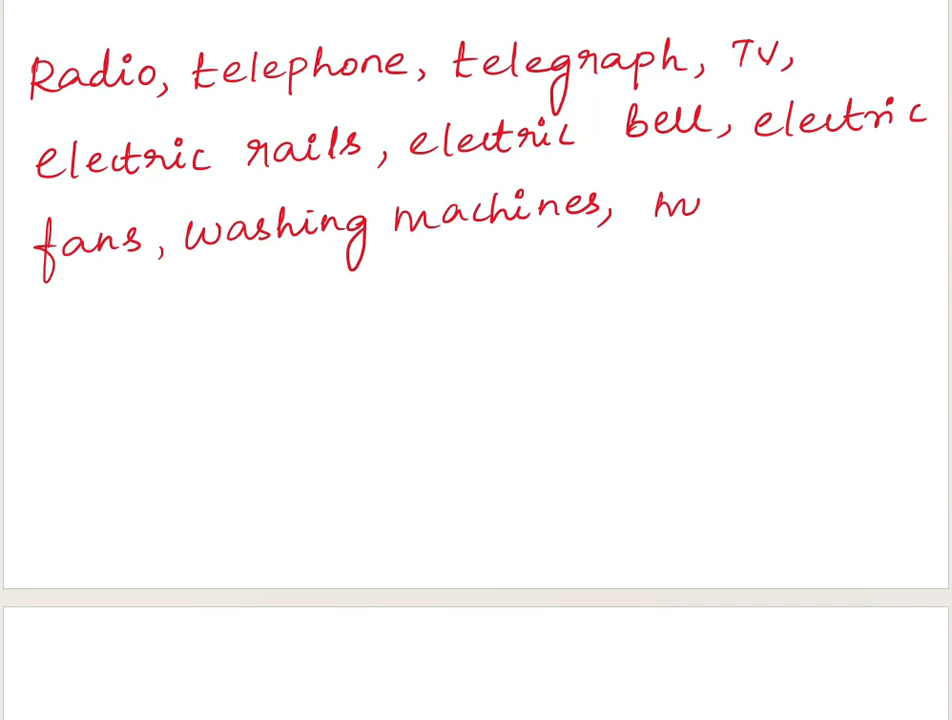 Radio, telephone, telegraph, TV,
electric rails, electric bell, electric
fans, washing machines,